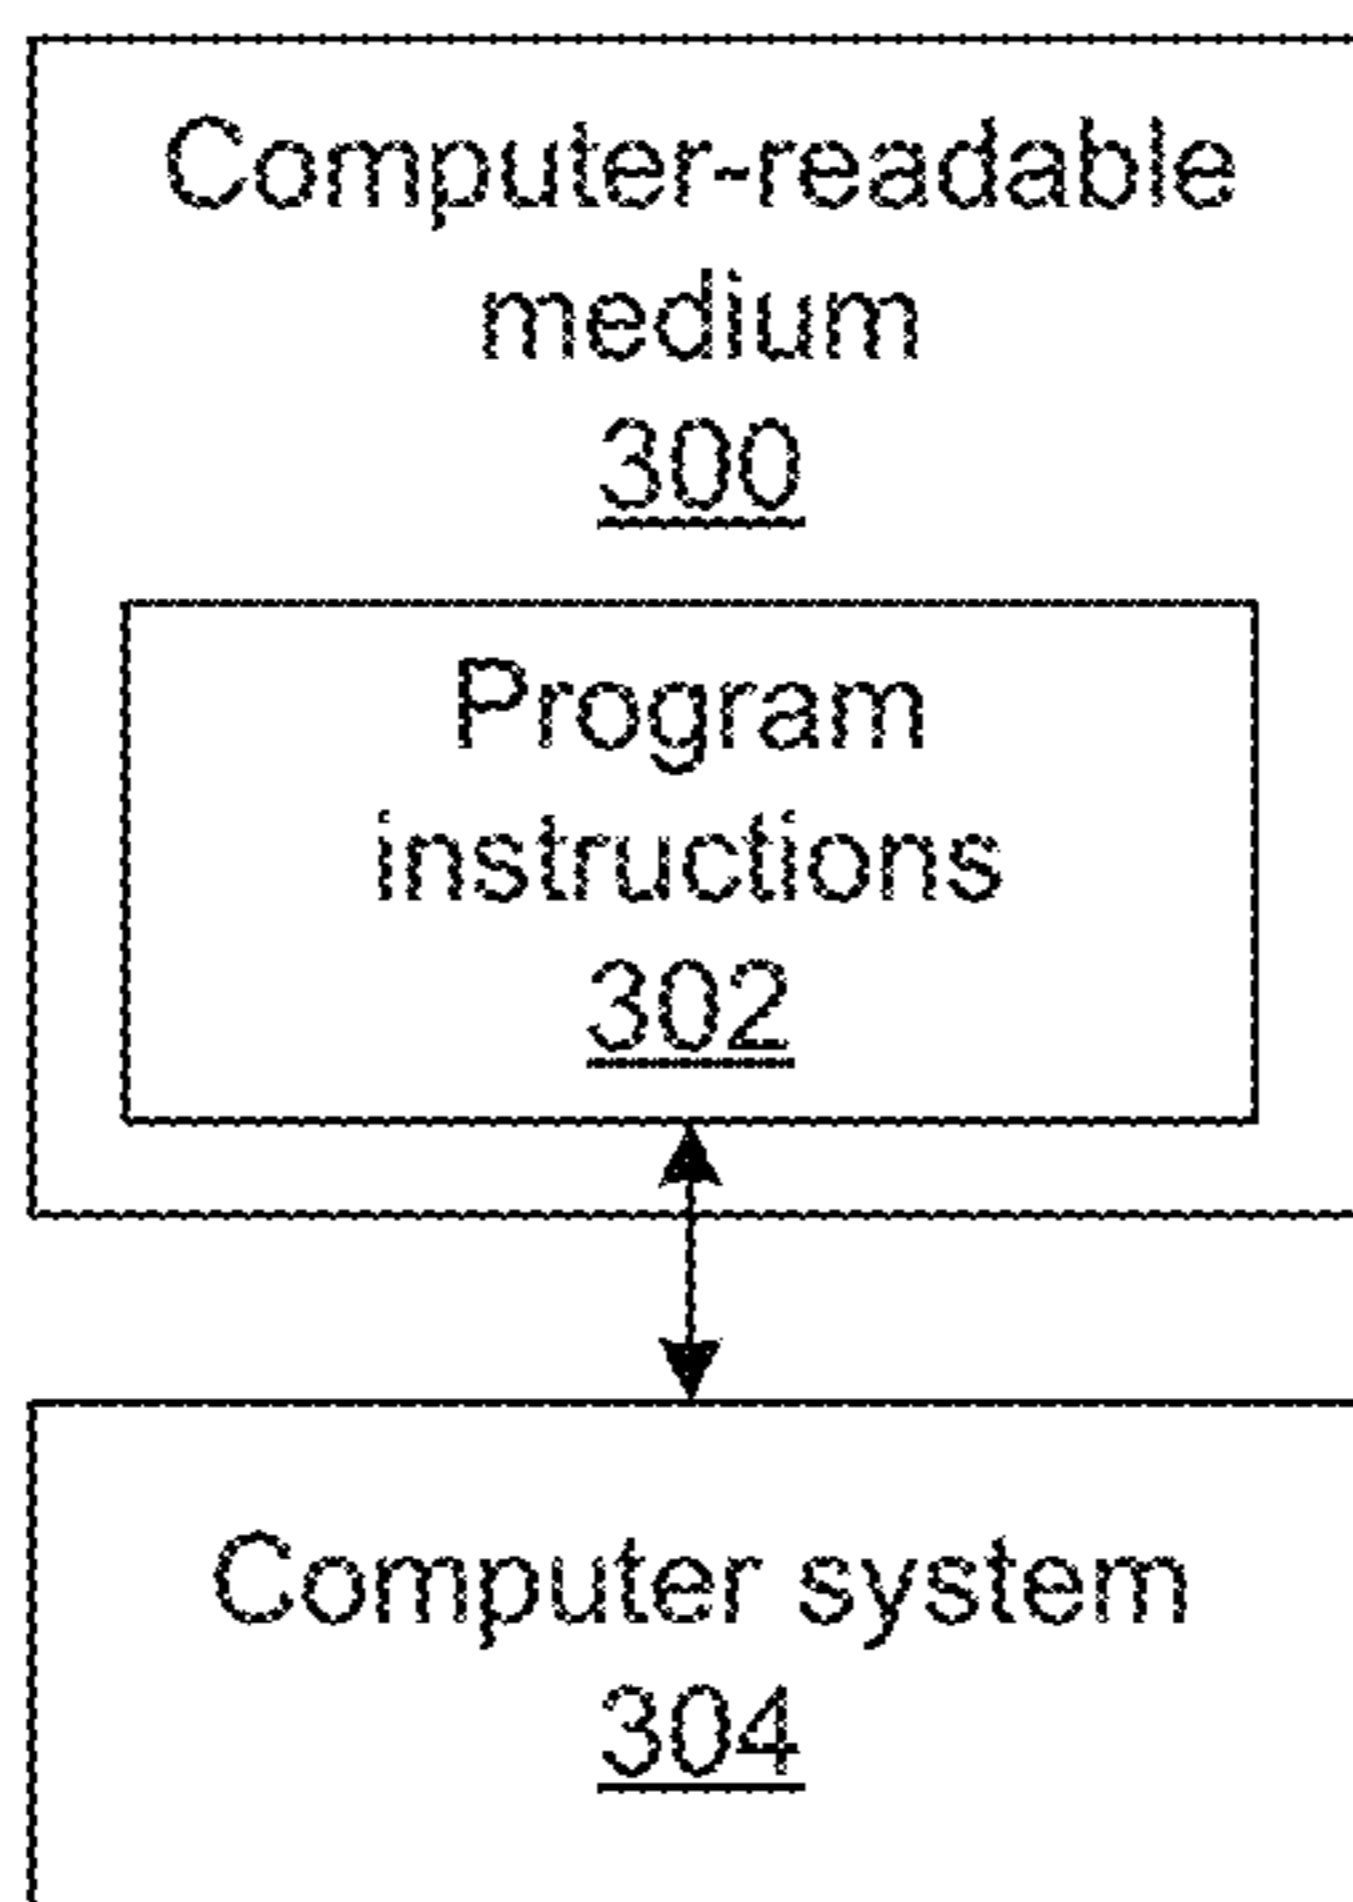 Computer-readable
medium
300
Program
instructions
302
Computer system
304